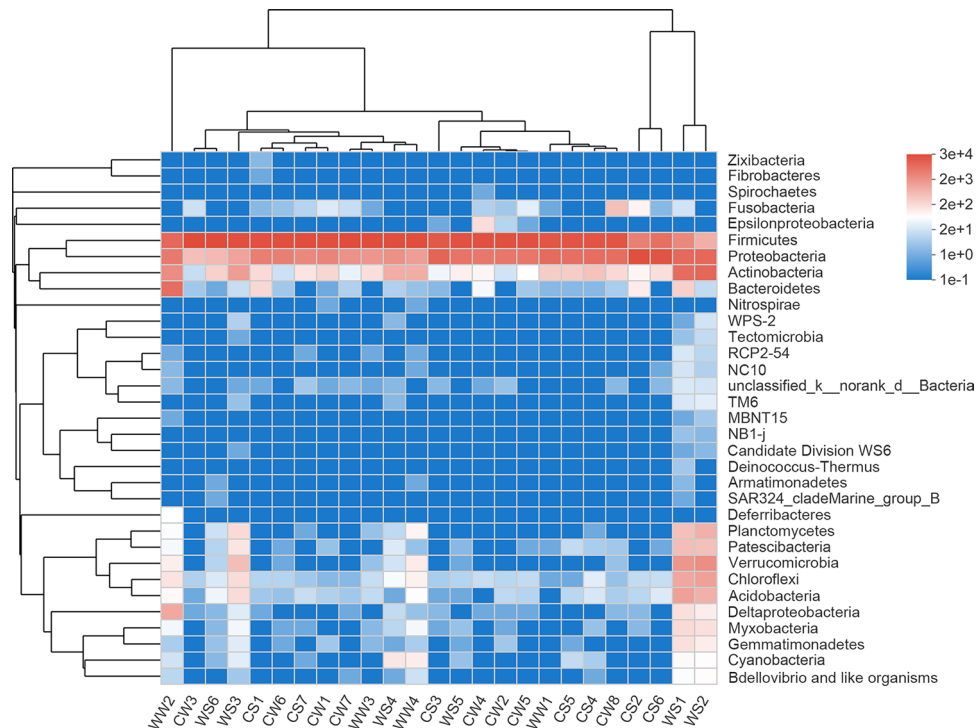 Zixibacteria
Fibrobacteres
Spirochaetes
Fusobacteria
Epsilonproteobacteria
Firmicutes
Proteobacteria
Actinobacteria
Bacteroidetes
Nitrospirae
WPS-2
Tectomicrobia
RCP2-54
NC10
unclassified_k__norank_d__Bacteria
TM6
MBNT15
NB1-j
Candidate Division WS6
Deinococcus-Thermus
Armatimonadetes
SAR324_cladeMarine_group_B
Deferribacteres
Planctomycetes
Patescibacteria
Verrucomicrobia
Chloroflexi
Acidobacteria
Deltaproteobacteria
Myxobacteria
Gemmatimonadetes
Cyanobacteria
Bdellovibrio and like organisms
3e+4
2e+3
2e+2
2e+1
1e+0
1e-1
WW2 CW3 WS6 WS3 CS1 CW6 CS7 CW1 CW7 WW3 WS4 WW4 CS3 WS5 CW4 CW2 CW5 WW1 CS5 CS4 CW8 CS2 CS6 WS1 WS2